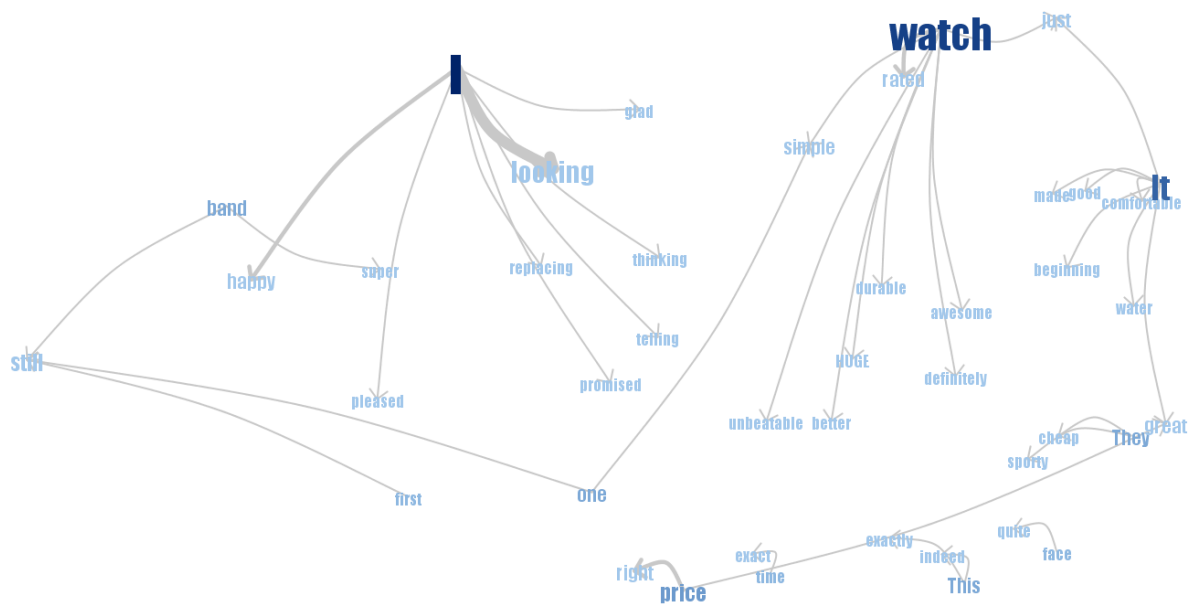 just
watch
I
rated
glad
simple
looking
It
made good
comfortable
band
thinking
replacing
super
beginning
happy
durable
water
awesome
telling
still
HUGE
definitely
promised
pleased
unbeatable better
great
They
cheap
sporty
one
first
quite
exactly
face
indeed
exact
right
time
This
price